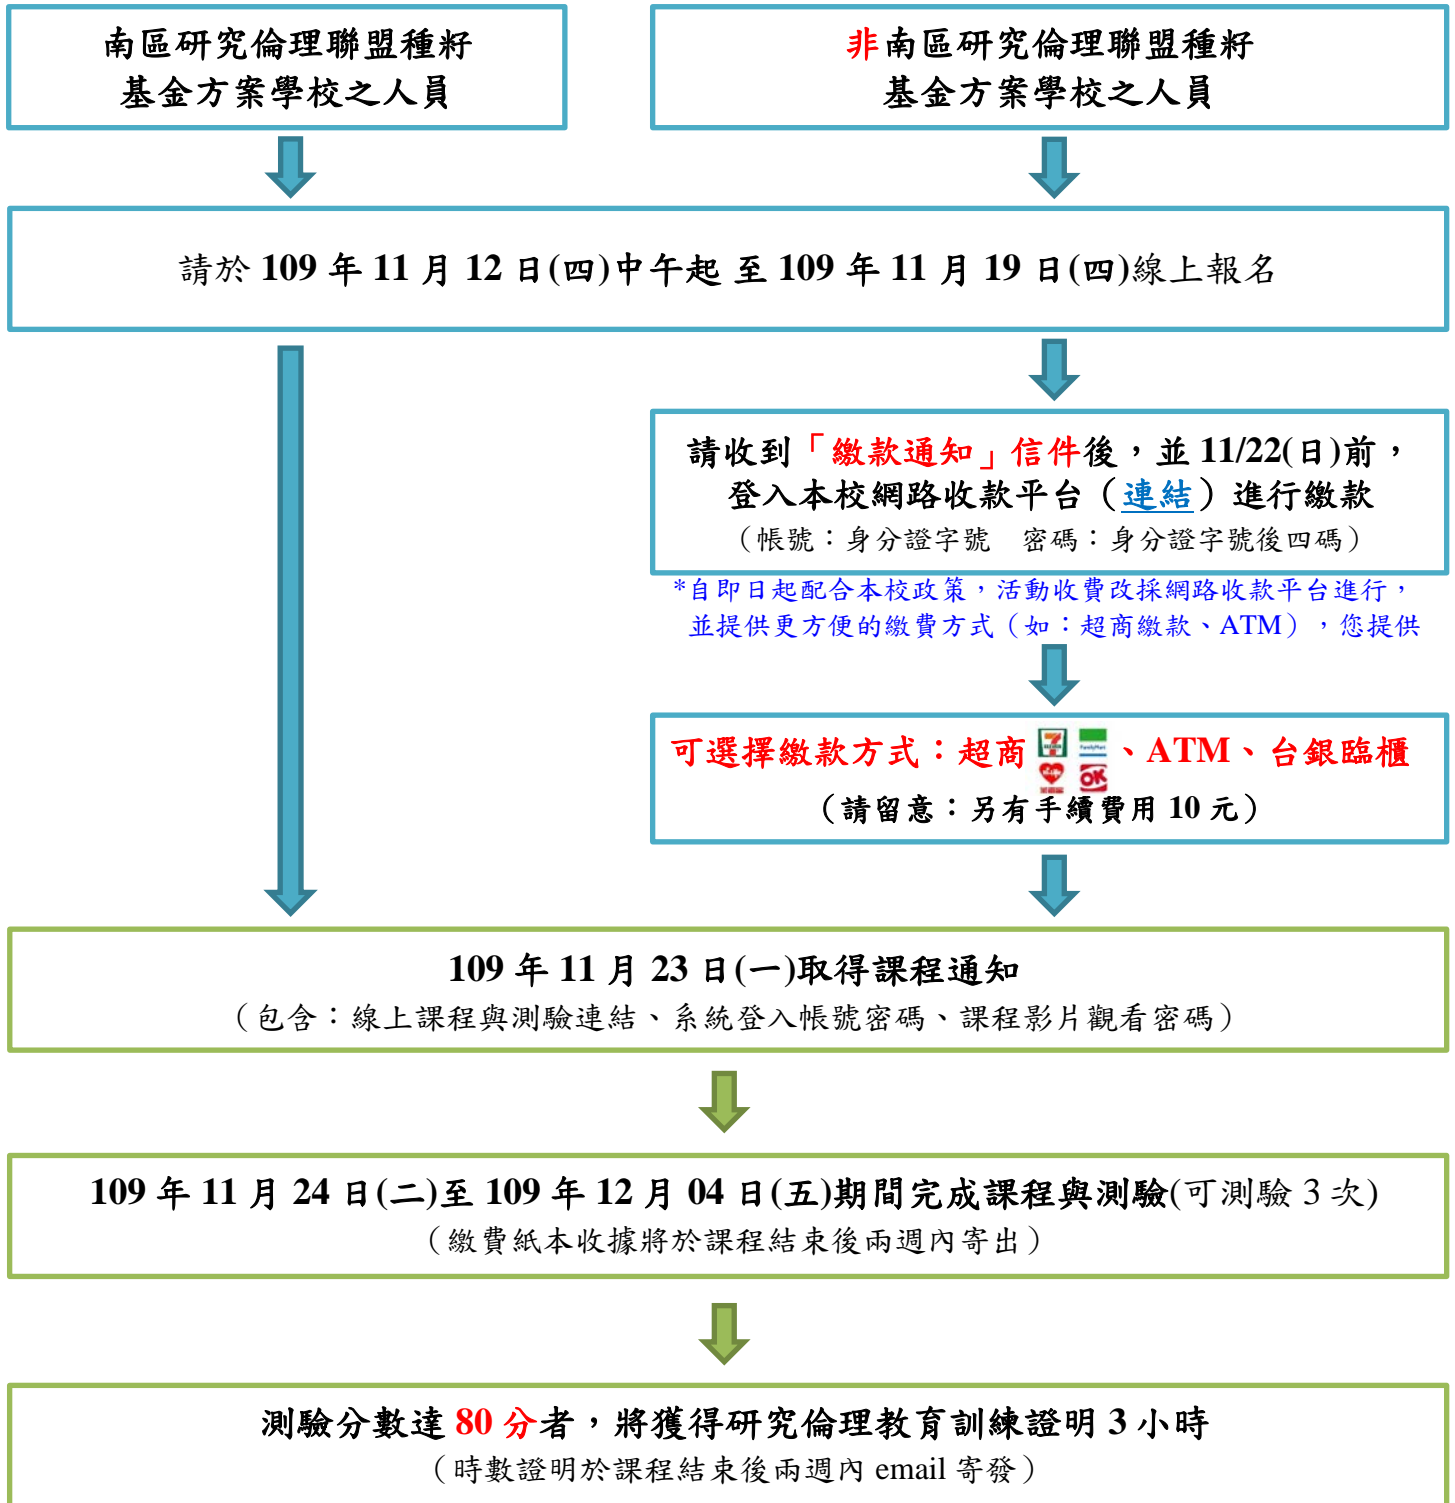 南區研究倫理聯盟種籽
基金方案學校之人員
非南區研究倫理聯盟種籽
基金方案學校之人員
請於 109 年 11 月 12 日(四)中午起 至 109 年 11 月 19 日(四)線上報名
請收到「繳款通知」信件後，並 11/22(日)前，
登入本校網路收款平台（連結）進行繳款
（帳號：身分證字號　密碼：身分證字號後四碼）
*自即日起配合本校政策，活動收費改採網路收款平台進行，
並提供更方便的繳費方式（如：超商繳款、ATM），您提供
可選擇繳款方式：超商 7 ELEVEN FamilyMart、ATM、台銀臨櫃
OK
（請留意：另有手續費用 10 元）
109 年 11 月 23 日(一)取得課程通知
（包含：線上課程與測驗連結、系統登入帳號密碼、課程影片觀看密碼）
109 年 11 月 24 日(二)至 109 年 12 月 04 日(五)期間完成課程與測驗(可測驗 3 次)
（繳費紙本收據將於課程結束後兩週內寄出）
測驗分數達 80 分者，將獲得研究倫理教育訓練證明 3 小時
（時數證明於課程結束後兩週內 email 寄發）